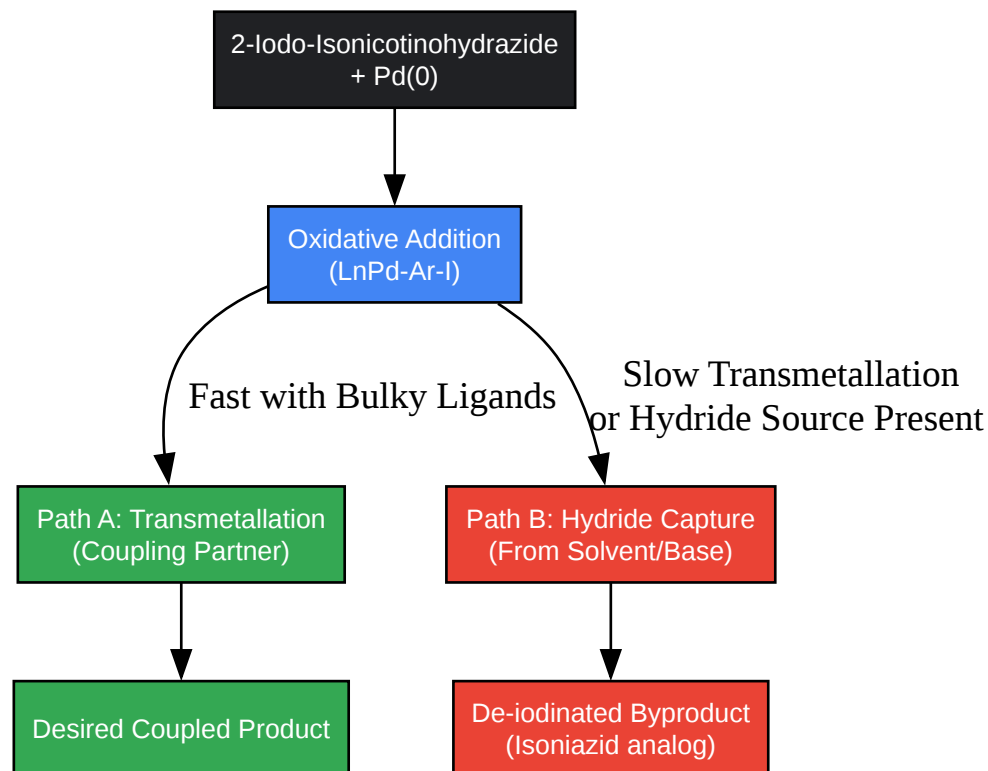 2-Iodo-Isonicotinohydrazide
+ Pd(0)
Oxidative Addition
(LnPd-Ar-I)
Fast with Bulky Ligands
Slow Transmetallation
or Hydride Source Present
Path A: Transmetallation
(Coupling Partner)
Path B: Hydride Capture
(From Solvent/Base)
Desired Coupled Product
De-iodinated Byproduct
(Isoniazid analog)